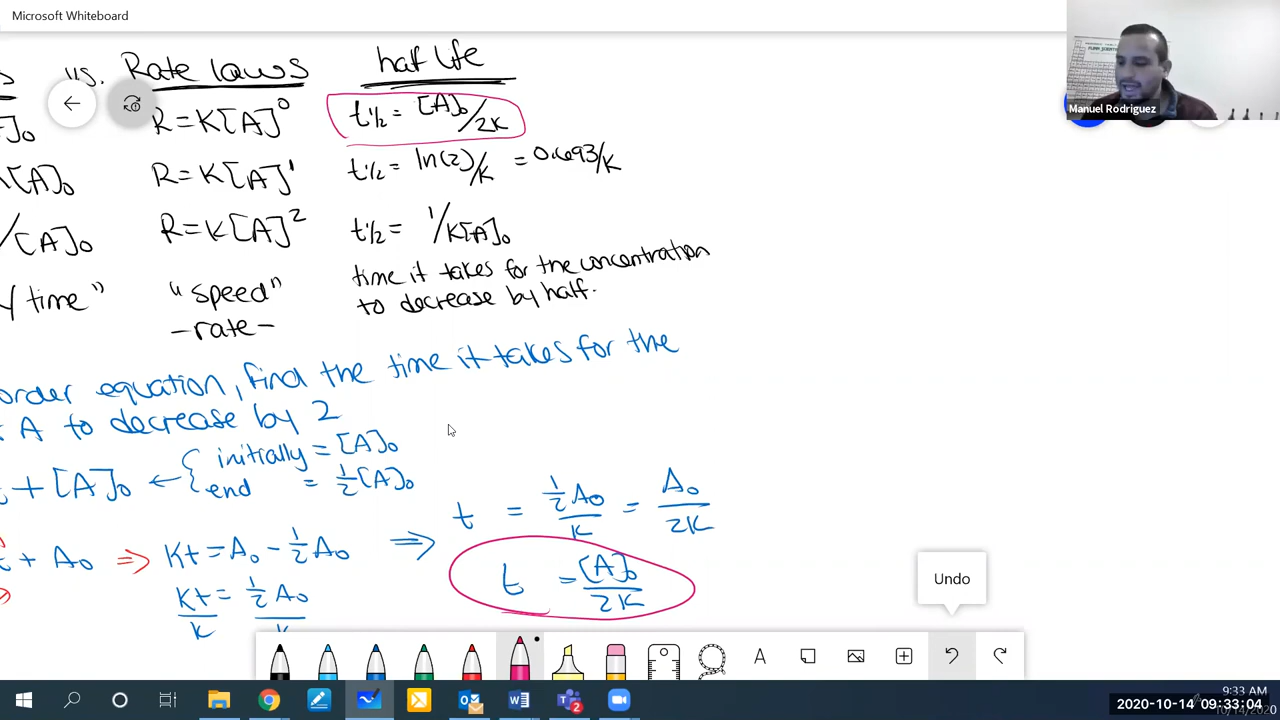 Microsoft Whiteboard
s vs. Rate laws half life
]₀ R=K[A]⁰ t½ = [A]₀/2K
K[A]₀ R=K[A]¹ t½ = ln(2)/K = 0.693/K
/[A]₀ R=K[A]² t½ = 1/K[A]₀
y time" "speed" time it takes for the concentration
-rate- to decrease by half.
order equation, find the time it takes for the
A to decrease by 2
+ [A]₀ ← { initially = [A]₀
end = ½[A]₀
t + A₀ ⇒ Kt = A₀ - ½A₀ ⇒ t = ½A₀/K = A₀/2K
Kt/K = ½A₀/K
t = [A]₀/2K
Manuel Rodriguez
Undo
A
2
9:33 AM
2020-10-14 09:33:04